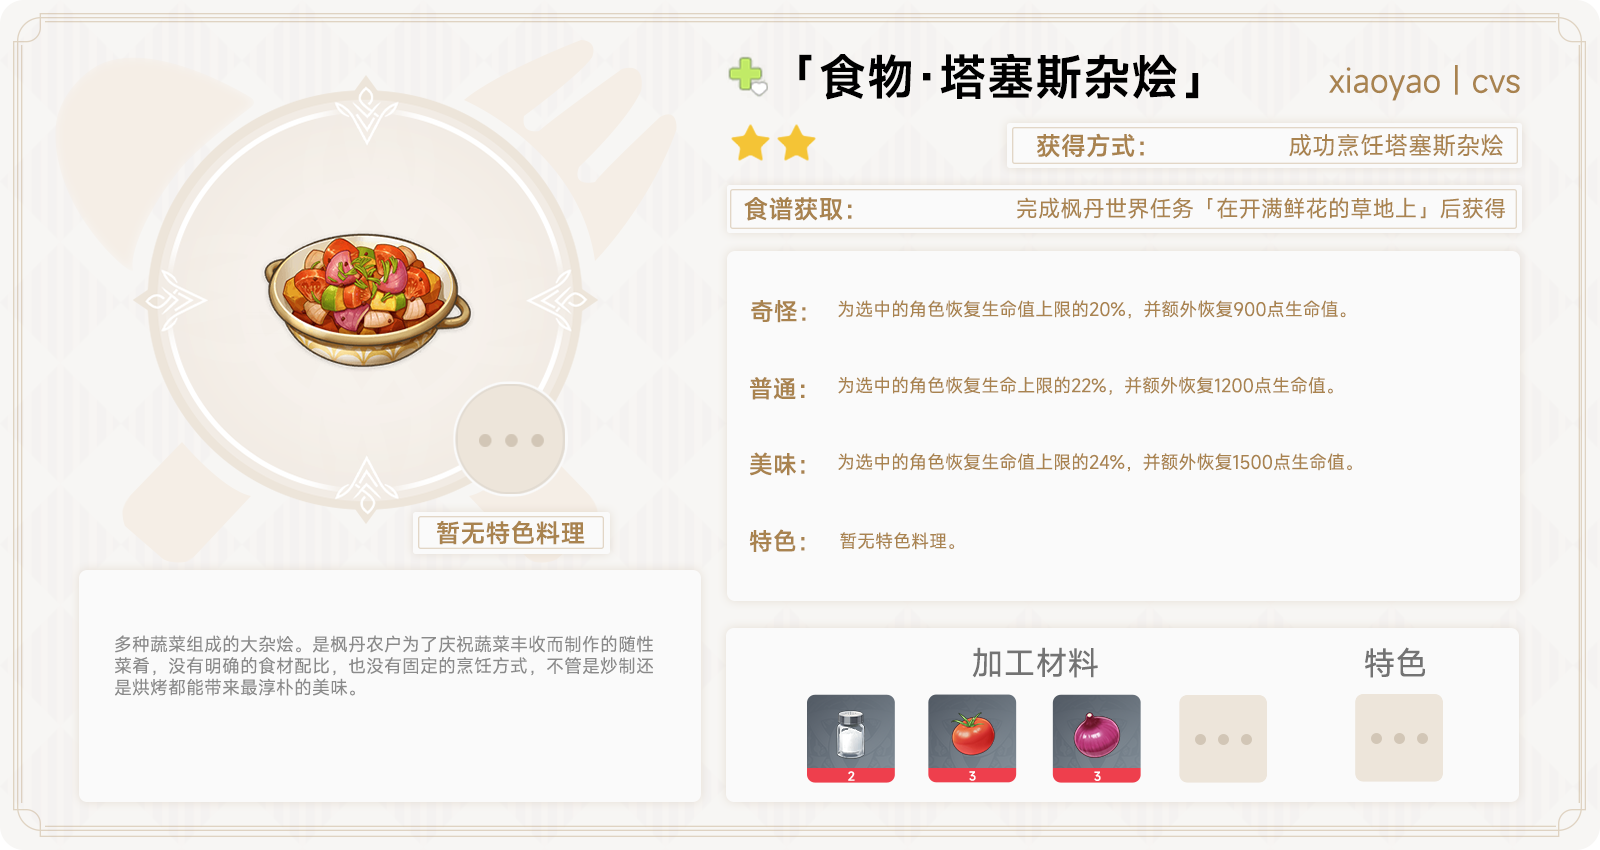 「食物·塔塞斯杂烩」
xiaoyao | cvs
获得方式：
成功烹饪塔塞斯杂烩
食谱获取：
完成枫丹世界任务「在开满鲜花的草地上」后获得
奇怪：
为选中的角色恢复生命值上限的20%，并额外恢复900点生命值。
普通：
为选中的角色恢复生命上限的22%，并额外恢复1200点生命值。
美味：
为选中的角色恢复生命值上限的24%，并额外恢复1500点生命值。
特色：
暂无特色料理。
暂无特色料理
多种蔬菜组成的大杂烩。是枫丹农户为了庆祝蔬菜丰收而制作的随性
菜肴，没有明确的食材配比，也没有固定的烹饪方式，不管是炒制还
是烘烤都能带来最淳朴的美味。
加工材料
特色
2
3
3